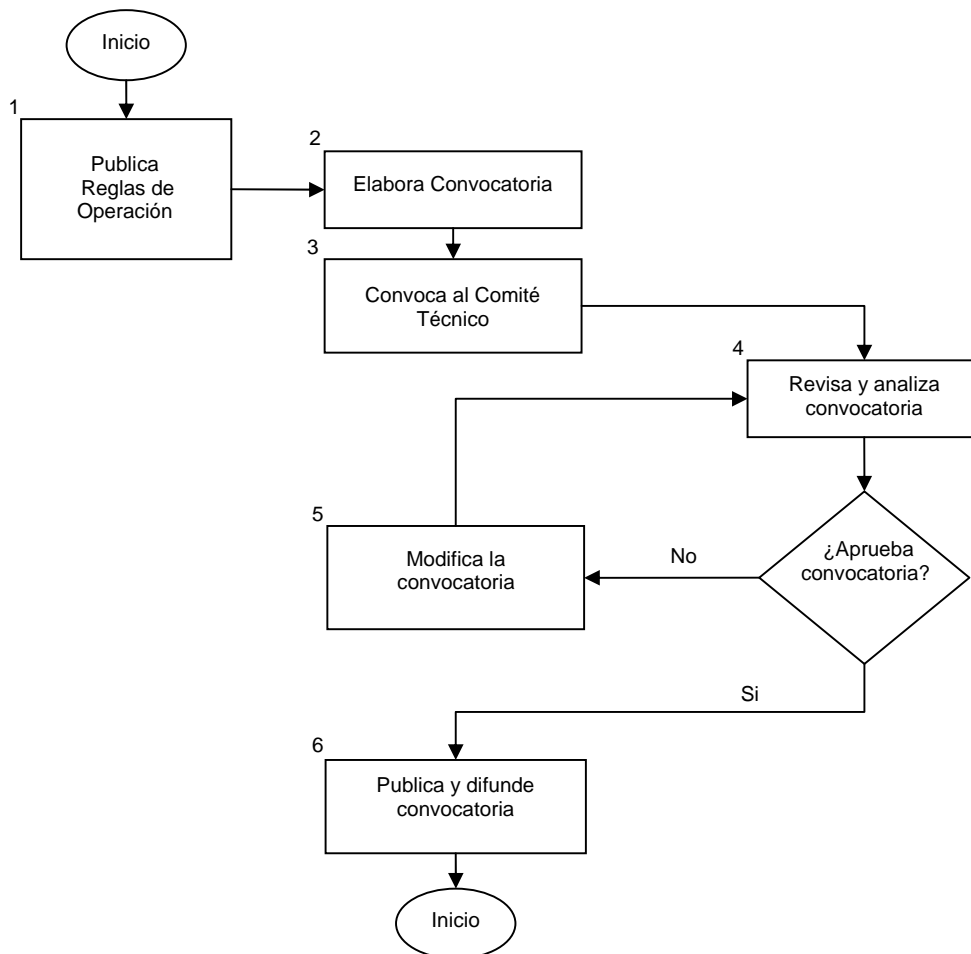 Inicio
1
Publica
Reglas de
Operación
2
Elabora Convocatoria
3
Convoca al Comité
Técnico
4
Revisa y analiza
convocatoria
5
Modifica la
convocatoria
No
¿Aprueba
convocatoria?
Si
6
Publica y difunde
convocatoria
Inicio